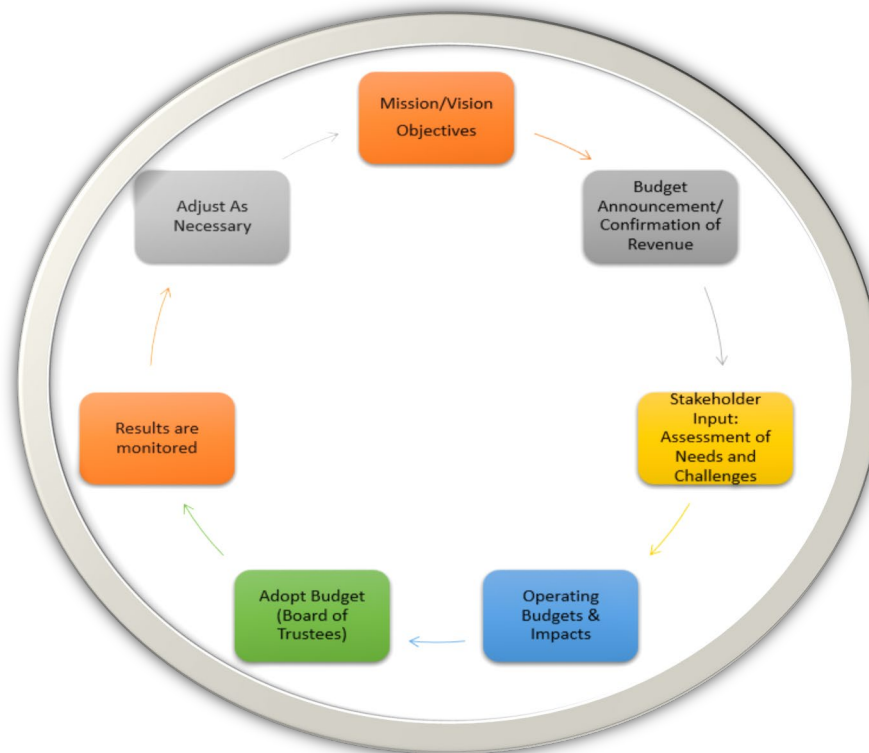 Mission/Vision
Objectives
Budget
Announcement/
Confirmation of
Revenue
Stakeholder
Input:
Assessment of
Needs and
Challenges
Operating
Budgets &
Impacts
Adopt Budget
(Board of
Trustees)
Results are
monitored
Adjust As
Necessary